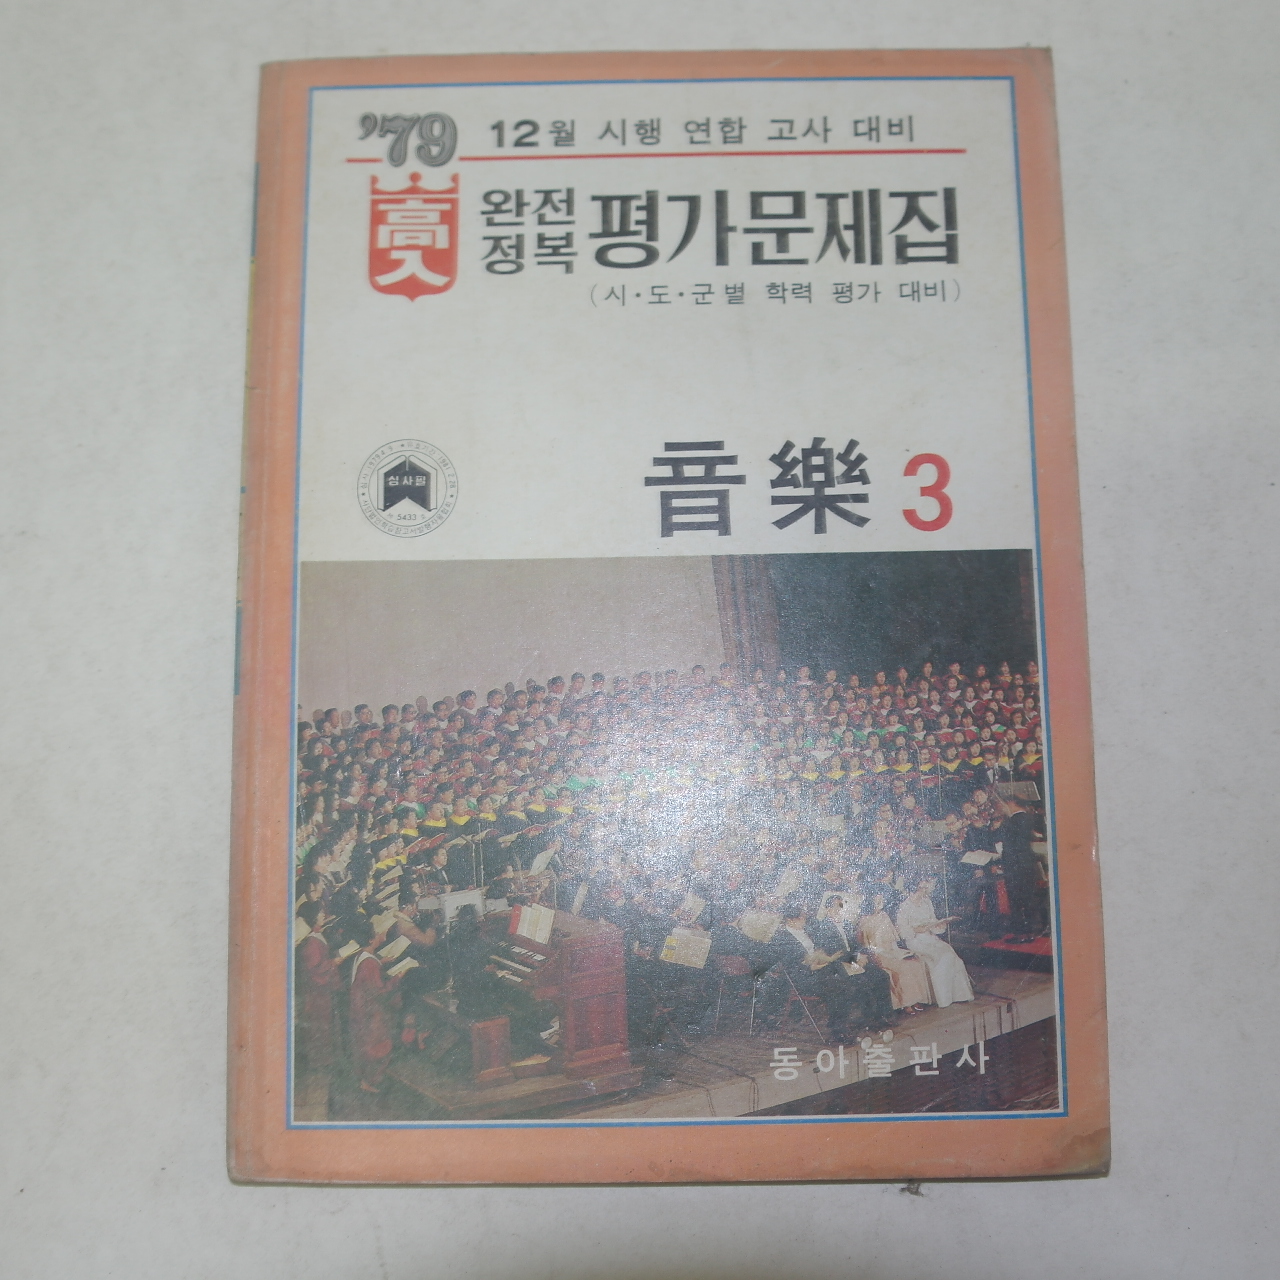 '79 12월 시행 연합 고사 대비
高入
완전정복 평가문제집
(시·도·군별 학력 평가 대비)
심사필
5433
音樂 3
동아출판사